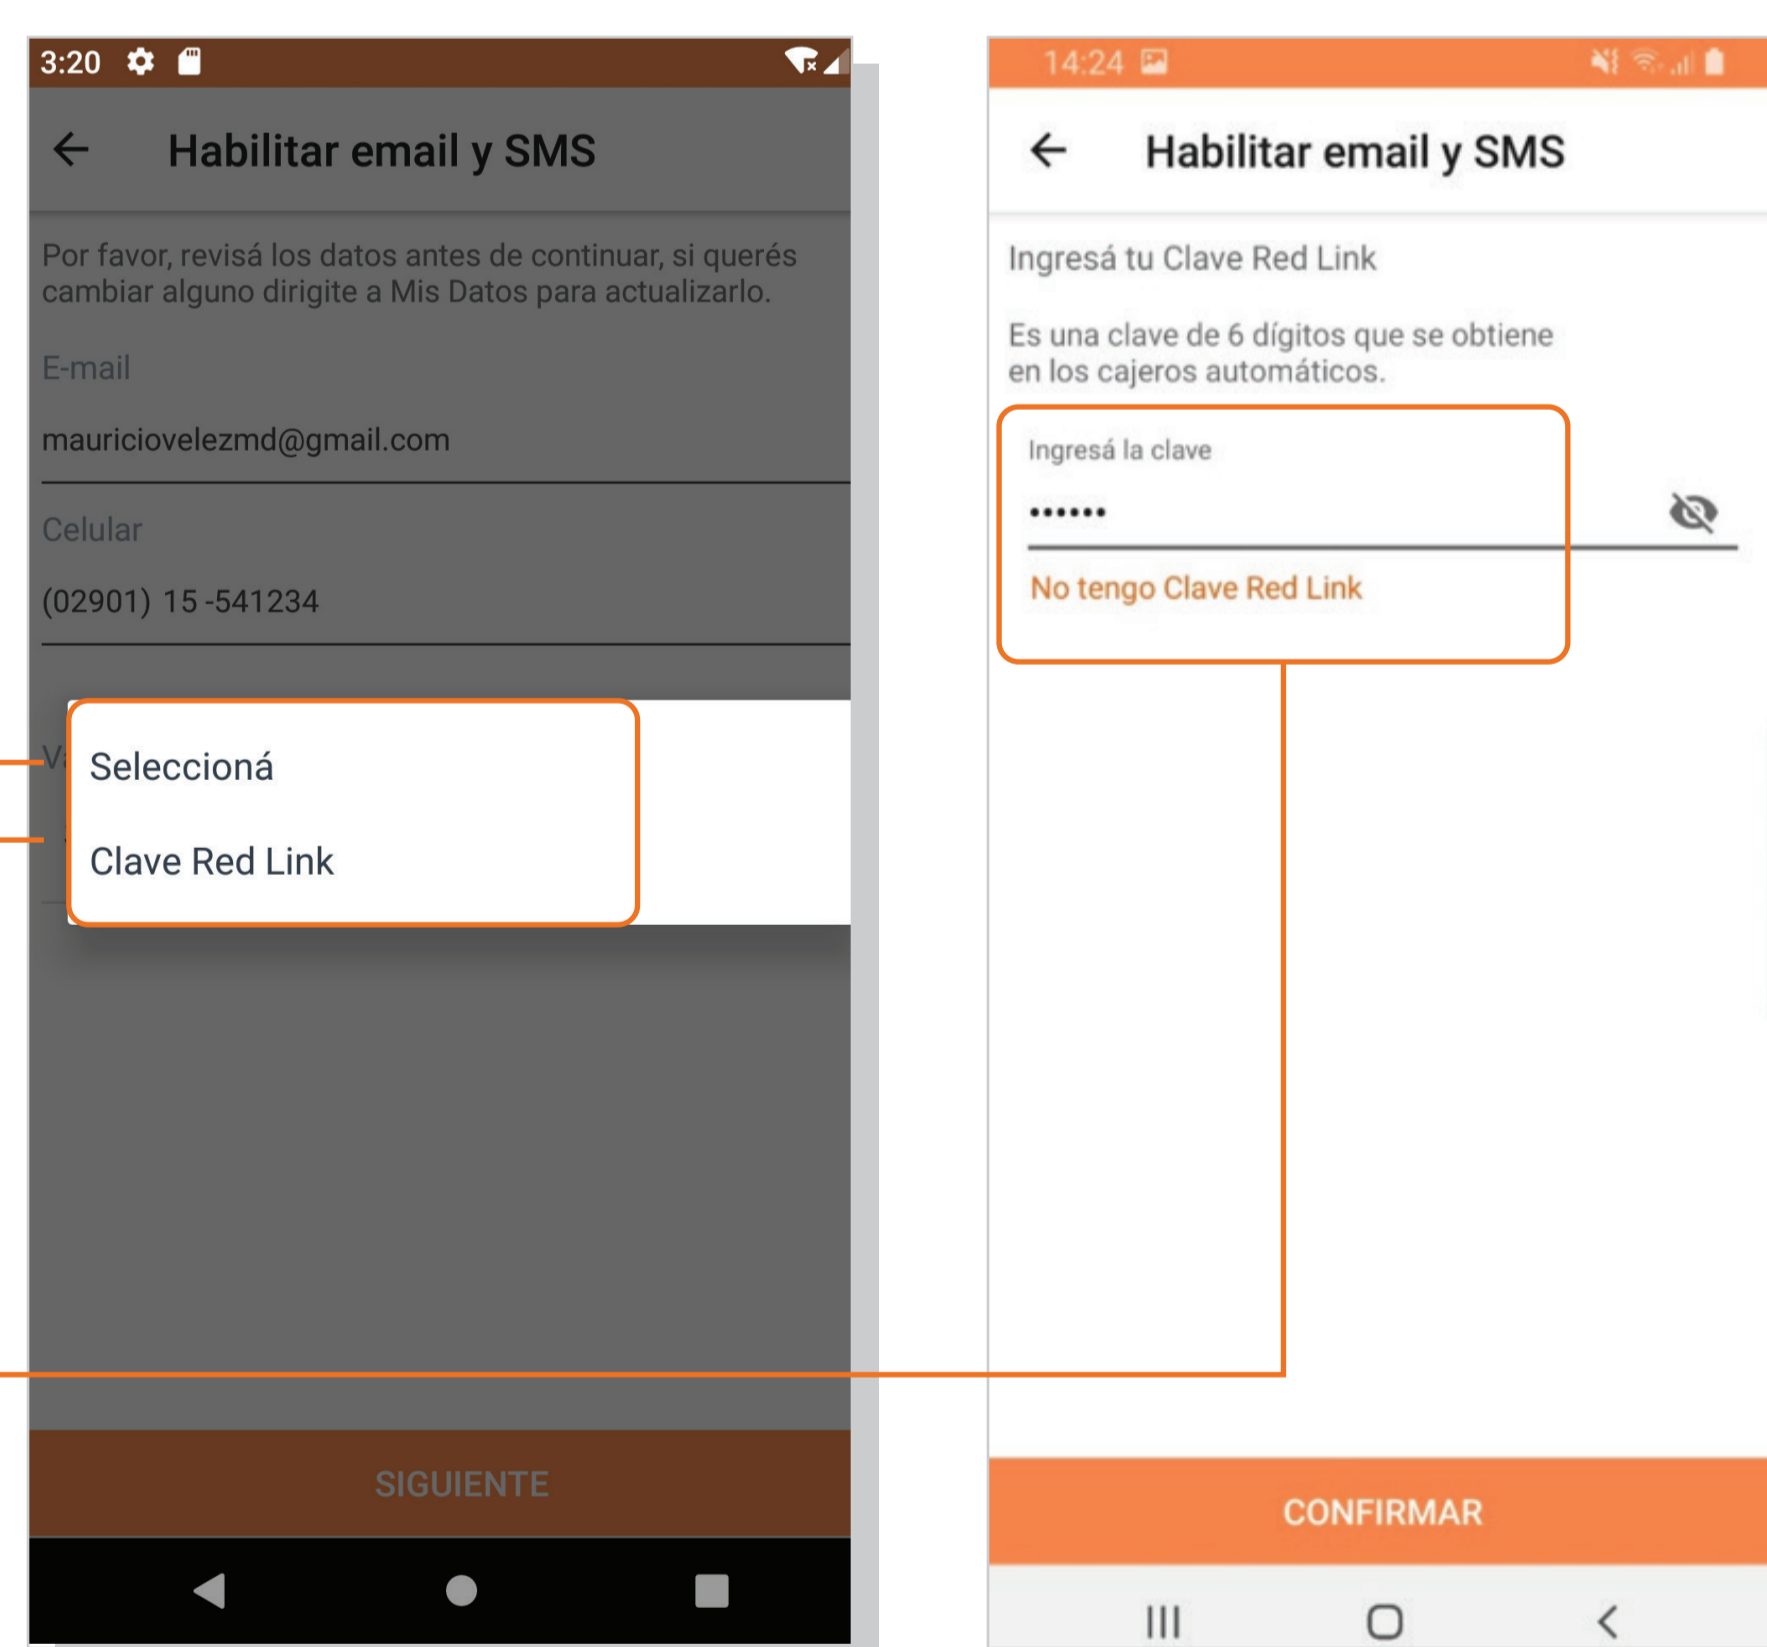 3:20
Habilitar email y SMS
Por favor, revisá los datos antes de continuar, si querés
cambiar alguno dirigite a Mis Datos para actualizarlo.
E-mail
mauriciovelezmd@gmail.com
Celular
(02901) 15 -541234
Seleccioná
Clave Red Link
SIGUIENTE
14:24
Habilitar email y SMS
Ingresá tu Clave Red Link
Es una clave de 6 dígitos que se obtiene
en los cajeros automáticos.
Ingresá la clave
••••••
No tengo Clave Red Link
CONFIRMAR